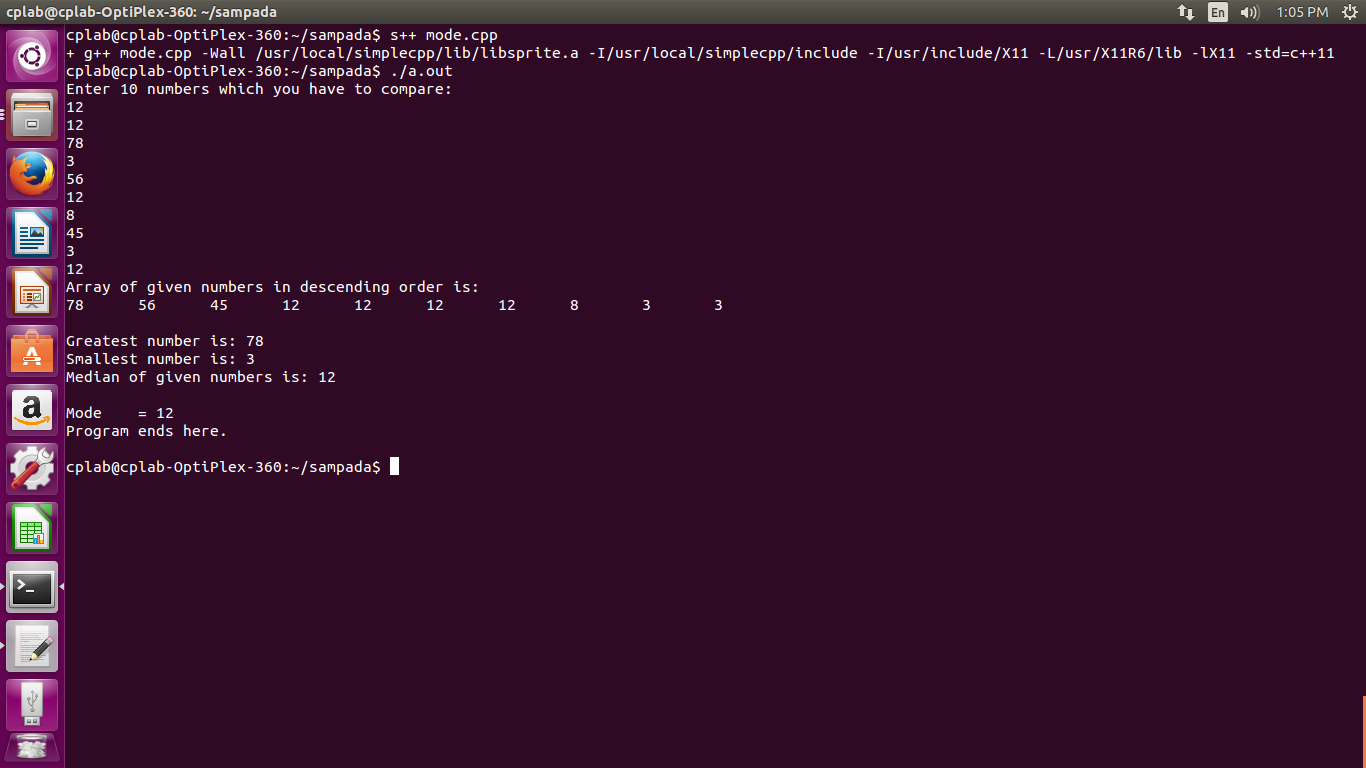 cplab@cplab-OptiPlex-360: ~/sampada
En
1:05 PM
cplab@cplab-OptiPlex-360:~/sampada$ s++ mode.cpp
+ g++ mode.cpp -Wall /usr/local/simplecpp/lib/libsprite.a -I/usr/local/simplecpp/include -I/usr/include/X11 -L/usr/X11R6/lib -lX11 -std=c++11
cplab@cplab-OptiPlex-360:~/sampada$ ./a.out
Enter 10 numbers which you have to compare:
12
12
78
3
56
12
8
45
3
12
Array of given numbers in descending order is:
78 56 45 12 12 12 12 8 3 3
Greatest number is: 78
Smallest number is: 3
Median of given numbers is: 12
Mode = 12
Program ends here.
cplab@cplab-OptiPlex-360:~/sampada$